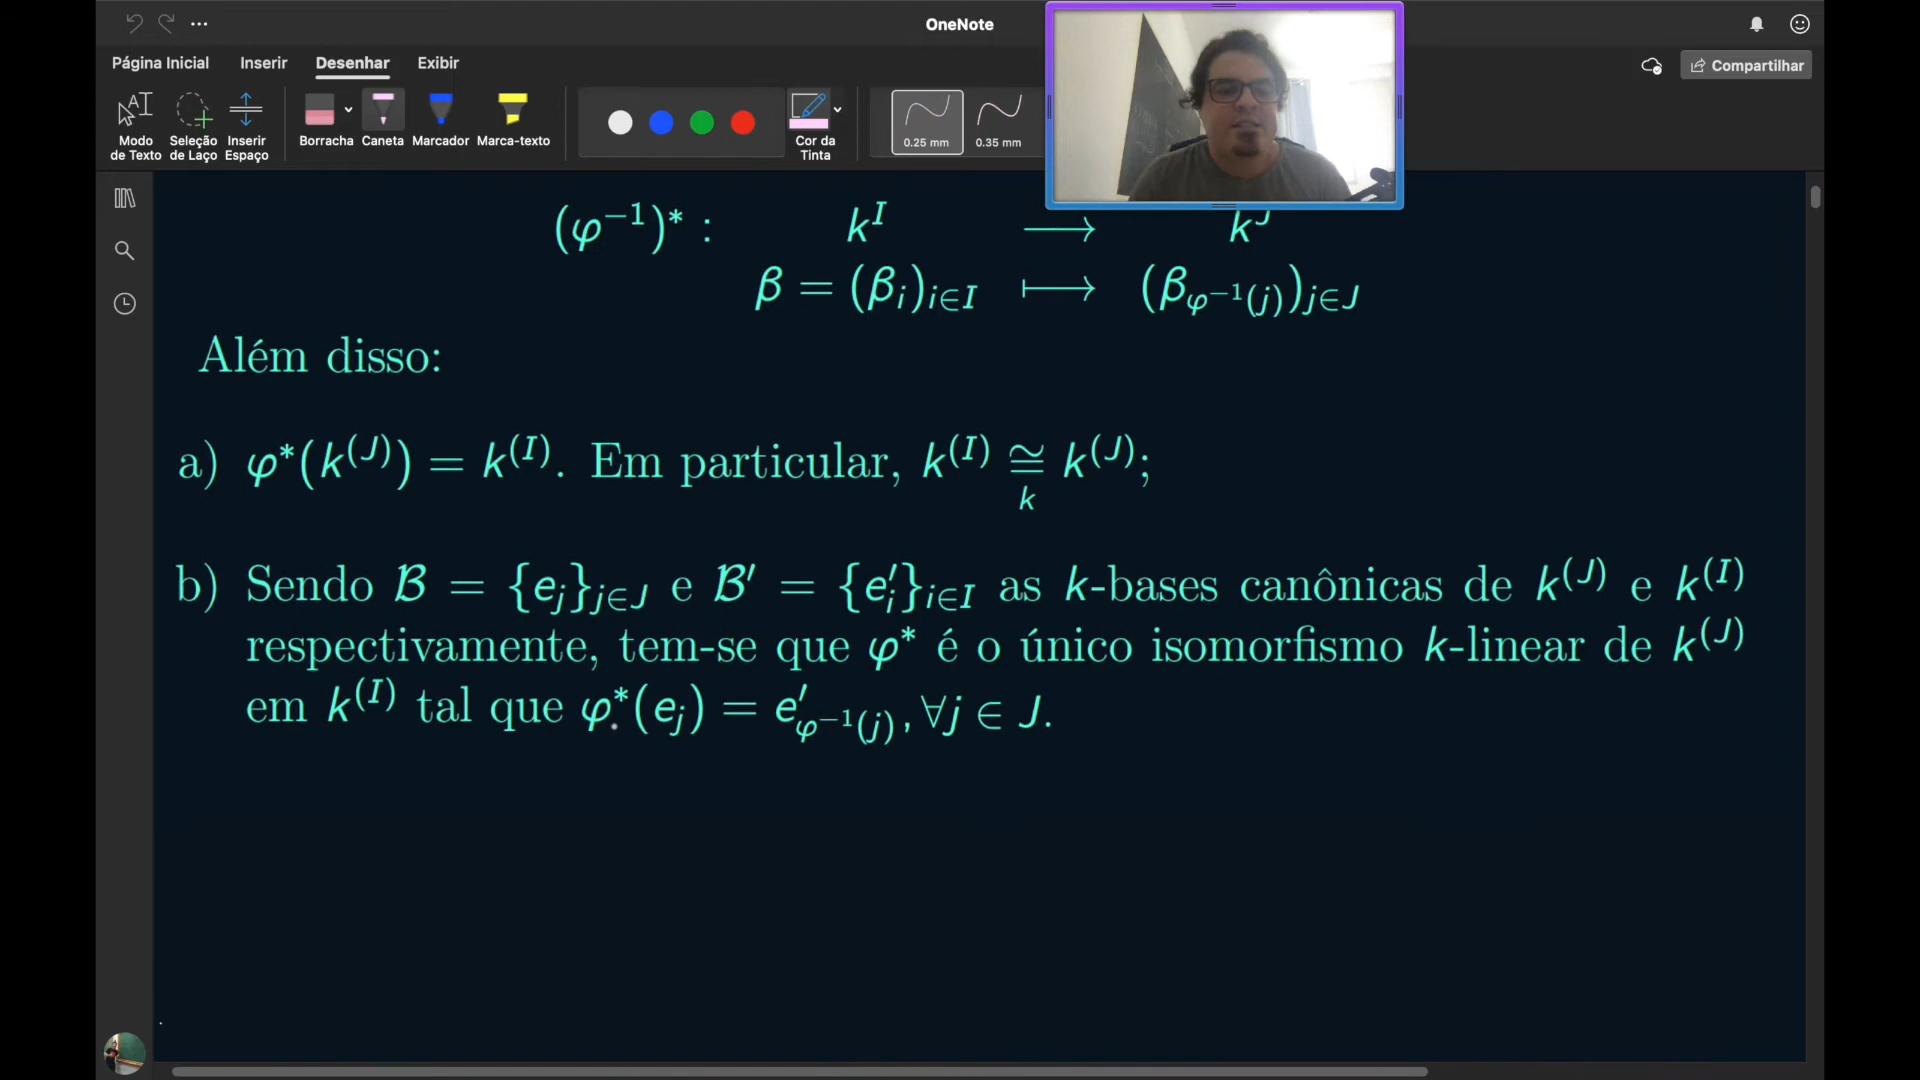 OneNote
Página Inicial Inserir Desenhar Exibir Compartilhar
Modo de Texto Seleção de Laço Inserir Espaço Borracha Caneta Marcador Marca-texto Cor da Tinta 0.25 mm 0.35 mm
(φ⁻¹)* : k^I ⟶ k^J
β = (β_i)_{i∈I} ⟼ (β_{φ⁻¹(j)})_{j∈J}
Além disso:
a) φ*(k^(J)) = k^(I). Em particular, k^(I) ≅_k k^(J);
b) Sendo ℬ = {e_j}_{j∈J} e ℬ′ = {e′_i}_{i∈I} as k-bases canônicas de k^(J) e k^(I)
respectivamente, tem-se que φ* é o único isomorfismo k-linear de k^(J)
em k^(I) tal que φ*(e_j) = e′_{φ⁻¹(j)}, ∀j ∈ J.